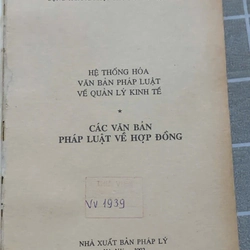 HỆ THỐNG HÓA
VĂN BẢN PHÁP LUẬT
VỀ QUẢN LÝ KINH TẾ
*
CÁC VĂN BẢN
PHÁP LUẬT VỀ HỢP ĐỒNG
VV 1939
NHÀ XUẤT BẢN PHÁP LÝ